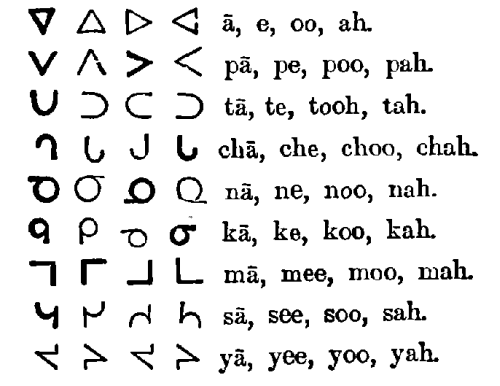 ᐁ ᐃ ᐅ ᐊ ā, e, oo, ah.
ᐯ ᐱ ᐳ ᐸ pā, pe, poo, pah.
ᑌ ᑐ ᑕ ᑐ tā, te, tooh, tah.
ᒉ ᒐ ᒍ ᒐ chā, che, choo, chah.
ᓀ ᓂ ᓄ ᓇ nā, ne, noo, nah.
ᑫ ᑭ ᓀ ᓂ kā, ke, koo, kah.
ᒣ ᒥ ᒧ ᒪ mā, mee, moo, mah.
ᓭ ᓯ ᓱ ᓴ sā, see, soo, sah.
ᔦ ᔨ ᔪ ᔭ yā, yee, yoo, yah.